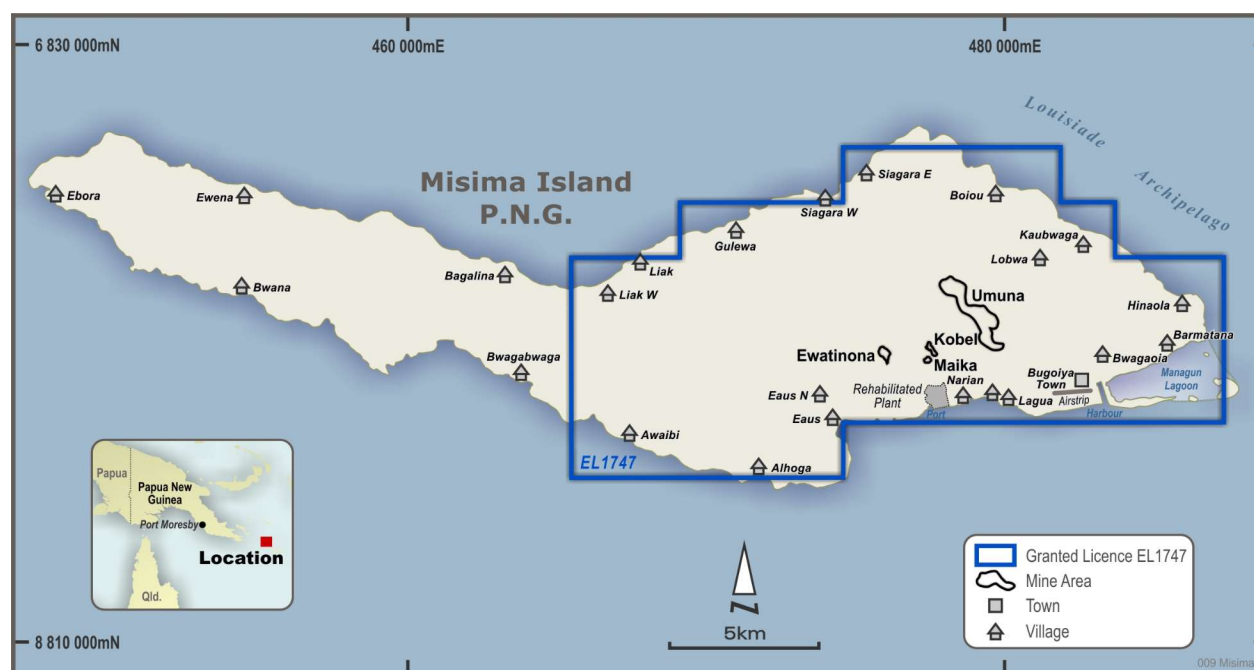 6 830 000mN
460 000mE
480 000mE
Louisiade
Archipelago
Misima Island
P.N.G.
Ebora
Ewena
Bwana
Bagalina
Bwagabwaga
Siagara E
Siagara W
Boiou
Gulewa
Kaubwaga
Lobwa
Liak
Liak W
Umuna
Hinaola
Kobel
Ewatinona
Maika
Barmatana
Bwagaoia
Managun
Lagoon
Bugoiya
Town
Airstrip
Harbour
Narian
Lagua
Rehabilitated
Plant
Port
Eaus N
Eaus
Awaibi
Alhoga
EL1747
Papua
Papua New
Guinea
Port Moresby
Location
Qld.
N
5km
Granted Licence EL1747
Mine Area
Town
Village
8 810 000mN
009 Misima